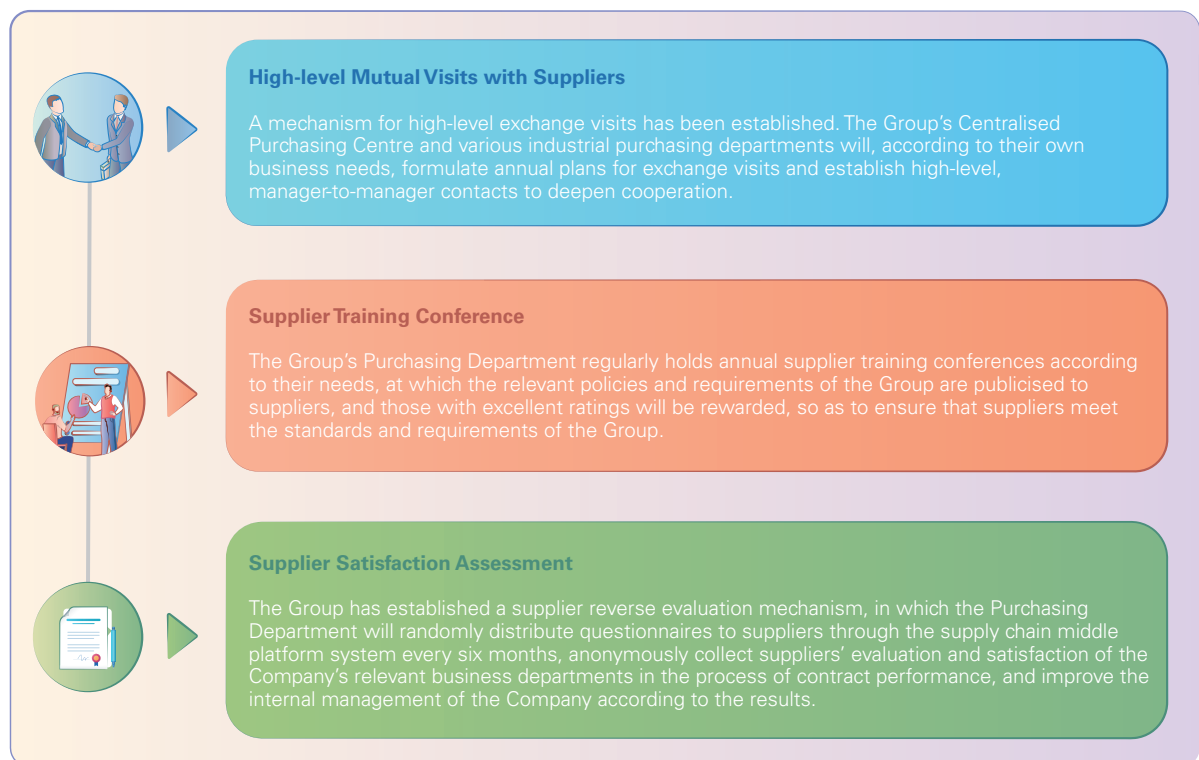 High-level Mutual Visits with Suppliers
A mechanism for high-level exchange visits has been established. The Group's Centralised
Purchasing Centre and various industrial purchasing departments will, according to their own
business needs, formulate annual plans for exchange visits and establish high-level,
manager-to-manager contacts to deepen cooperation.
Supplier Training Conference
The Group's Purchasing Department regularly holds annual supplier training conferences according
to their needs, at which the relevant policies and requirements of the Group are publicised to
suppliers, and those with excellent ratings will be rewarded, so as to ensure that suppliers meet
the standards and requirements of the Group.
Supplier Satisfaction Assessment
The Group has established a supplier reverse evaluation mechanism, in which the Purchasing
Department will randomly distribute questionnaires to suppliers through the supply chain middle
platform system every six months, anonymously collect suppliers' evaluation and satisfaction of the
Company's relevant business departments in the process of contract performance, and improve the
internal management of the Company according to the results.